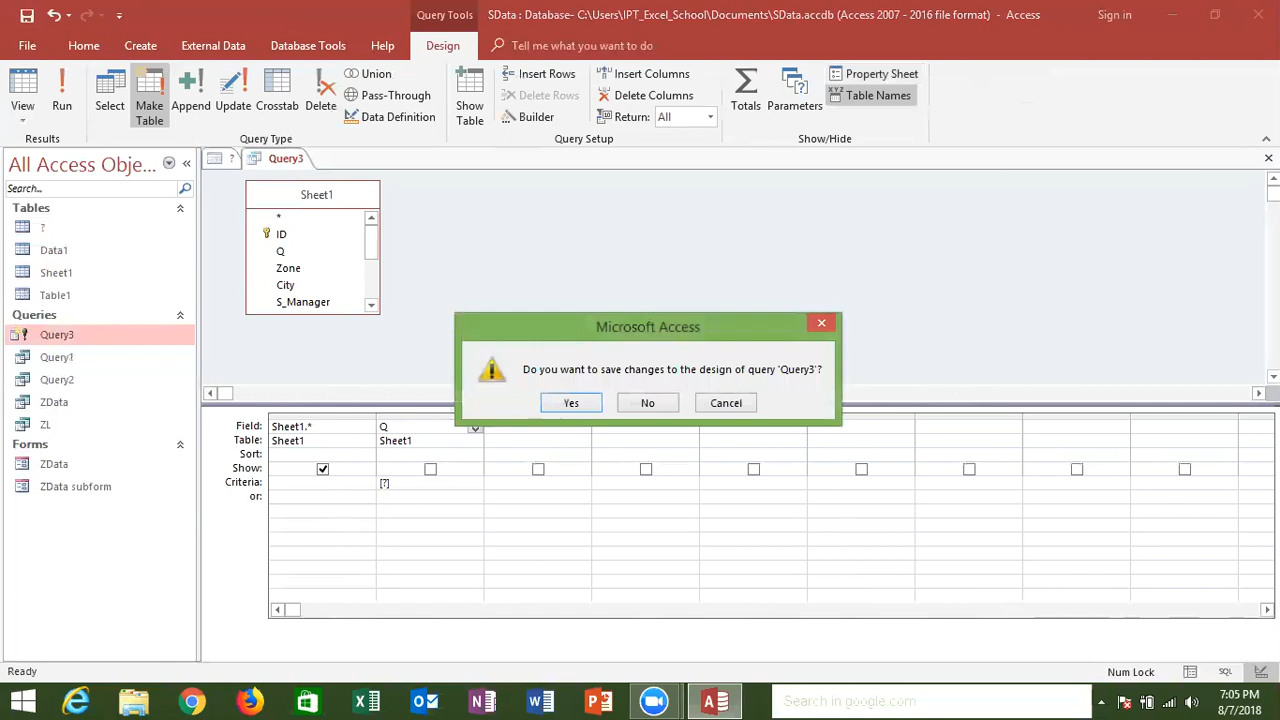 Query Tools
SData : Database- C:\Users\IPT_Excel_School\Documents\SData.accdb (Access 2007 - 2016 file format) - Access
Sign in
File Home Create External Data Database Tools Help Design Tell me what you want to do
View Run Select Make Table Append Update Crosstab Delete
Union
Pass-Through
Data Definition
Show Table
Insert Rows
Delete Rows
Builder
Insert Columns
Delete Columns
Return: All
Totals Parameters
Property Sheet
XYZ Table Names
Results Query Type Query Setup Show/Hide
All Access Obje...
Search...
Tables
?
Data1
Sheet1
Table1
Queries
Query3
Query1
Query2
ZData
ZL
Forms
ZData
ZData subform
? Query3
Sheet1
*
ID
Q
Zone
City
S_Manager
Microsoft Access
Do you want to save changes to the design of query 'Query3'?
Yes No Cancel
Field: Sheet1.* Q
Table: Sheet1 Sheet1
Sort:
Show:
Criteria: [?]
or:
Ready
Num Lock
SQL
Search in google.com
7:05 PM
8/7/2018